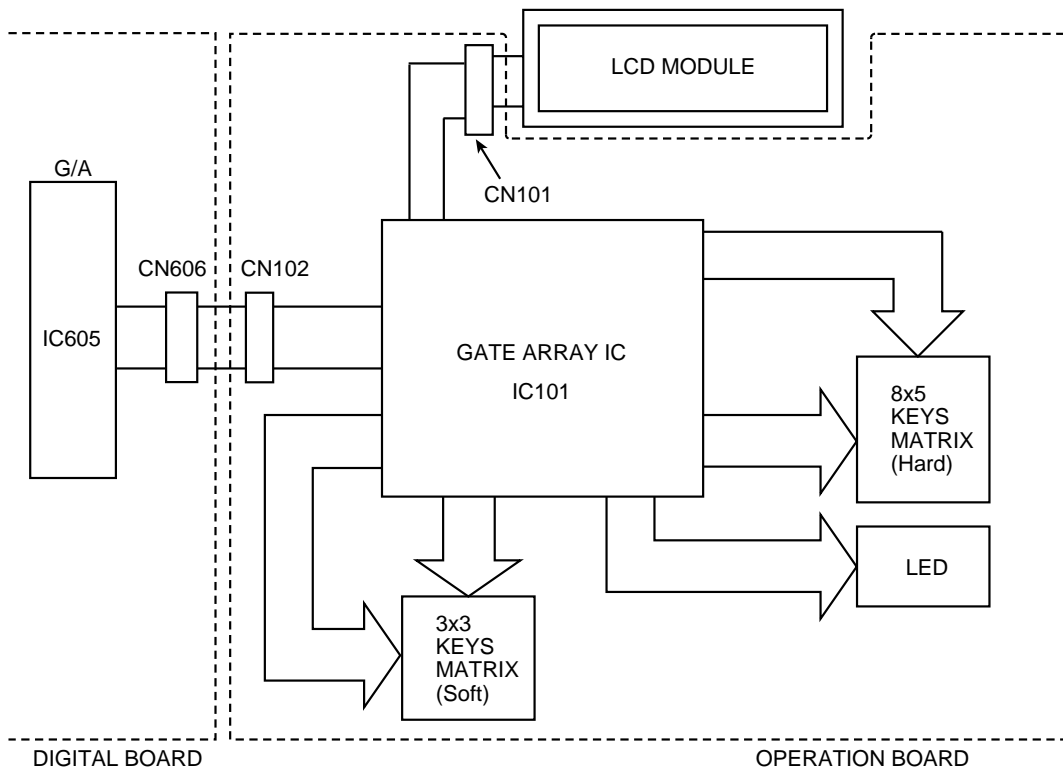 LCD MODULE
G/A
CN101
CN606
CN102
IC605
GATE ARRAY IC
IC101
8x5
KEYS
MATRIX
(Hard)
LED
3x3
KEYS
MATRIX
(Soft)
DIGITAL BOARD
OPERATION BOARD